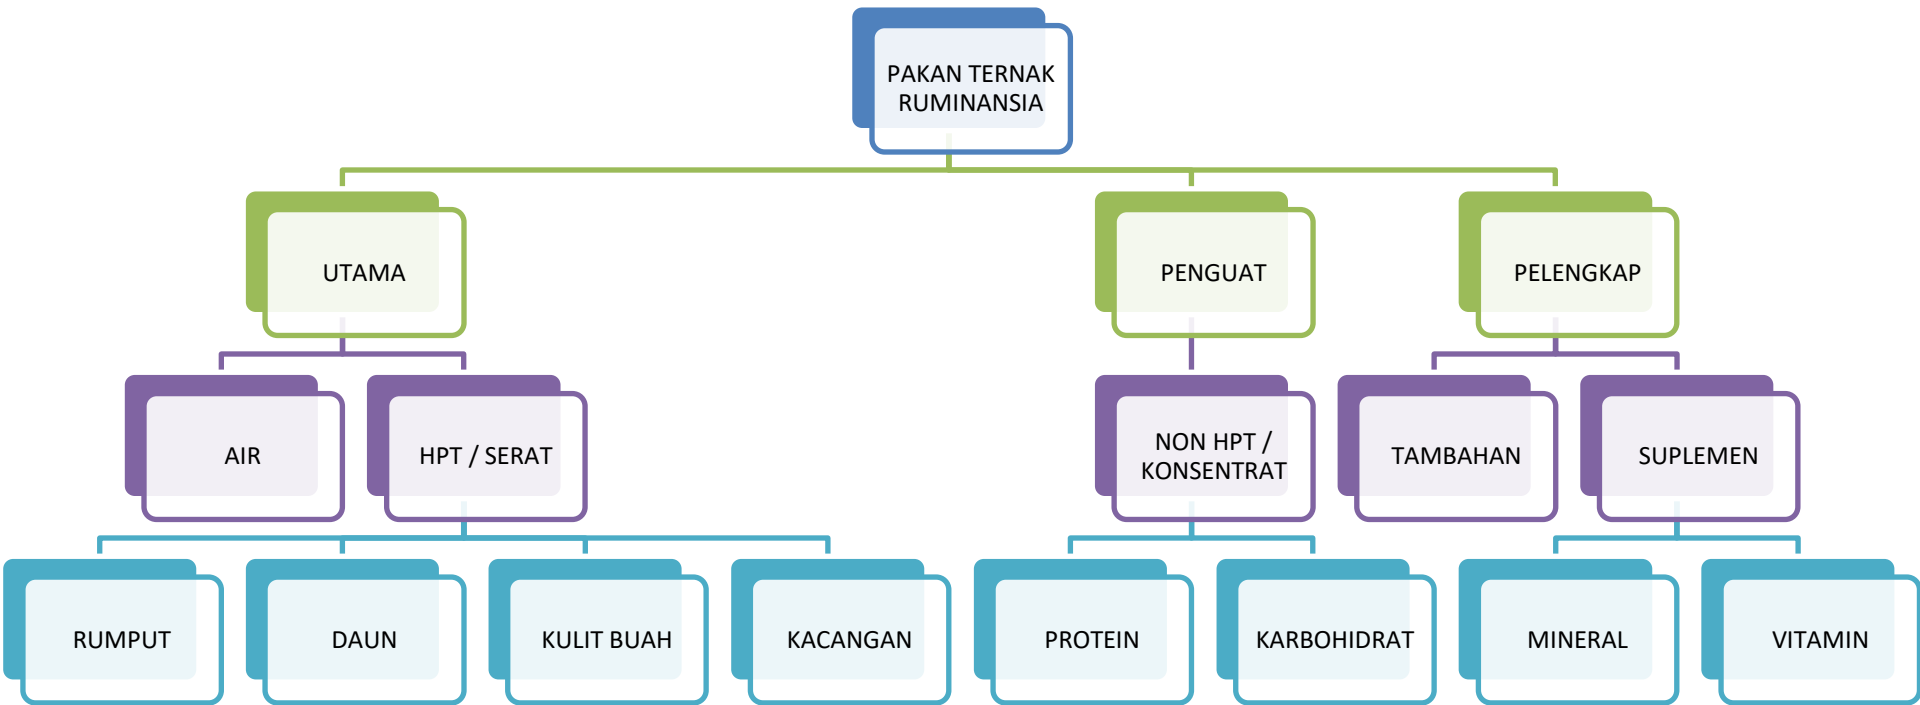 PAKAN TERNAK
RUMINANSIA
UTAMA
PENGUAT
PELENGKAP
AIR
HPT / SERAT
NON HPT /
KONSENTRAT
TAMBAHAN
SUPLEMEN
RUMPUT
DAUN
KULIT BUAH
KACANGAN
PROTEIN
KARBOHIDRAT
MINERAL
VITAMIN